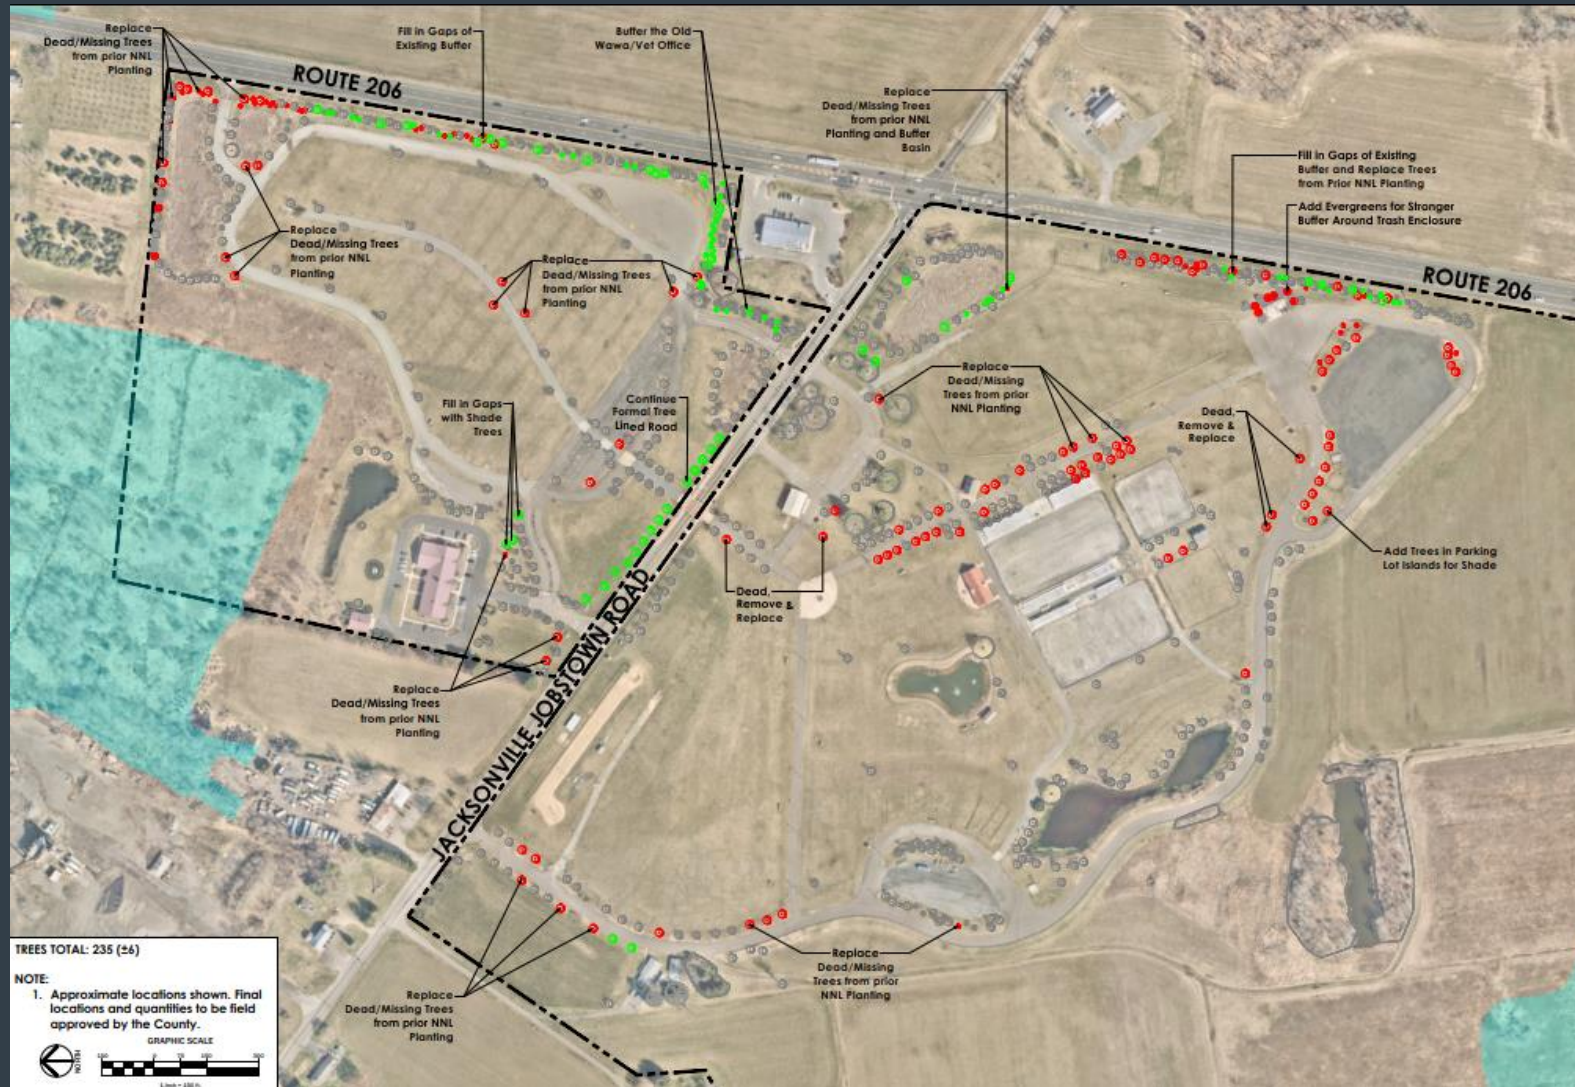 Replace
Dead/Missing Trees
from prior NNL
Planting
Fill in Gaps of
Existing Buffer
Buffer the Old
Wawa/Vet Office
ROUTE 206
Replace
Dead/Missing Trees
from prior NNL
Planting and Buffer
Basin
Fill in Gaps of Existing
Buffer and Replace Trees
from Prior NNL Planting
Add Evergreens for Stronger
Buffer Around Trash Enclosure
ROUTE 206
Replace
Dead/Missing Trees
from prior NNL
Planting
Replace
Dead/Missing Trees
from prior NNL
Planting
Fill in Gaps
with Shade
Trees
Continue
Formal Tree
Lined Road
Replace
Dead/Missing
Trees from prior
NNL Planting
Dead,
Remove &
Replace
Add Trees in Parking
Lot Islands for Shade
Dead,
Remove &
Replace
JACKSONVILLE JOBSTOWN ROAD
Replace
Dead/Missing Trees
from prior NNL
Planting
Replace
Dead/Missing Trees
from prior NNL
Planting
Replace
Dead/Missing
Trees from prior
NNL Planting
TREES TOTAL: 235 (±6)
NOTE:
1. Approximate locations shown. Final
locations and quantities to be field
approved by the County.
GRAPHIC SCALE
NORTH